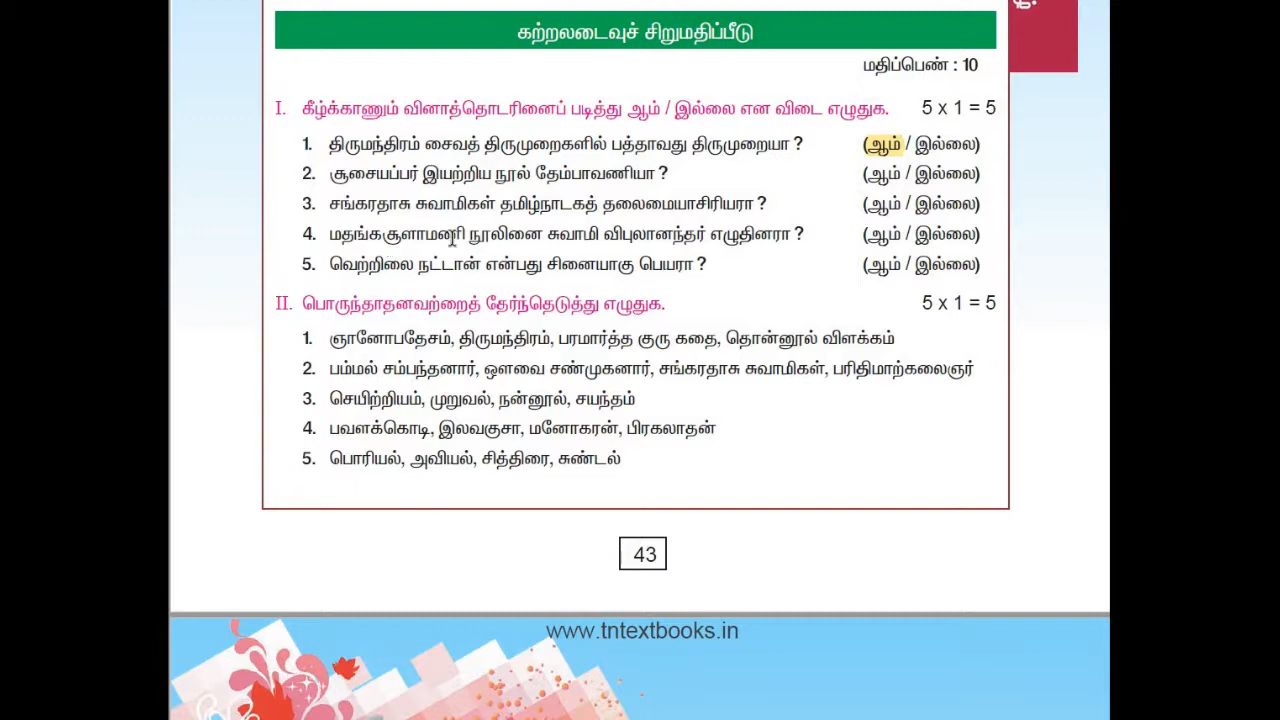 கற்றலடைவுச் சிறுமதிப்பீடு
மதிப்பெண் : 10
I. கீழ்க்காணும் வினாத்தொடரினைப் படித்து ஆம் / இல்லை என விடை எழுதுக. 5 x 1 = 5
1. திருமந்திரம் சைவத் திருமுறைகளில் பத்தாவது திருமுறையா ? (ஆம் / இல்லை)
2. சூசையப்பர் இயற்றிய நூல் தேம்பாவணியா ? (ஆம் / இல்லை)
3. சங்கரதாசு சுவாமிகள் தமிழ்நாடகத் தலைமையாசிரியரா ? (ஆம் / இல்லை)
4. மதங்கசூளாமணி நூலினை சுவாமி விபுலானந்தர் எழுதினரா ? (ஆம் / இல்லை)
5. வெற்றிலை நட்டான் என்பது சினையாகு பெயரா ? (ஆம் / இல்லை)
II. பொருந்தாதனவற்றைத் தேர்ந்தெடுத்து எழுதுக. 5 x 1 = 5
1. ஞானோபதேசம், திருமந்திரம், பரமார்த்த குரு கதை, தொன்னூல் விளக்கம்
2. பம்மல் சம்பந்தனார், ஔவை சண்முகனார், சங்கரதாசு சுவாமிகள், பரிதிமாற்கலைஞர்
3. செயிற்றியம், முறுவல், நன்னூல், சயந்தம்
4. பவளக்கொடி, இலவகுசா, மனோகரன், பிரகலாதன்
5. பொரியல், அவியல், சித்திரை, சுண்டல்
43
www.tntextbooks.in